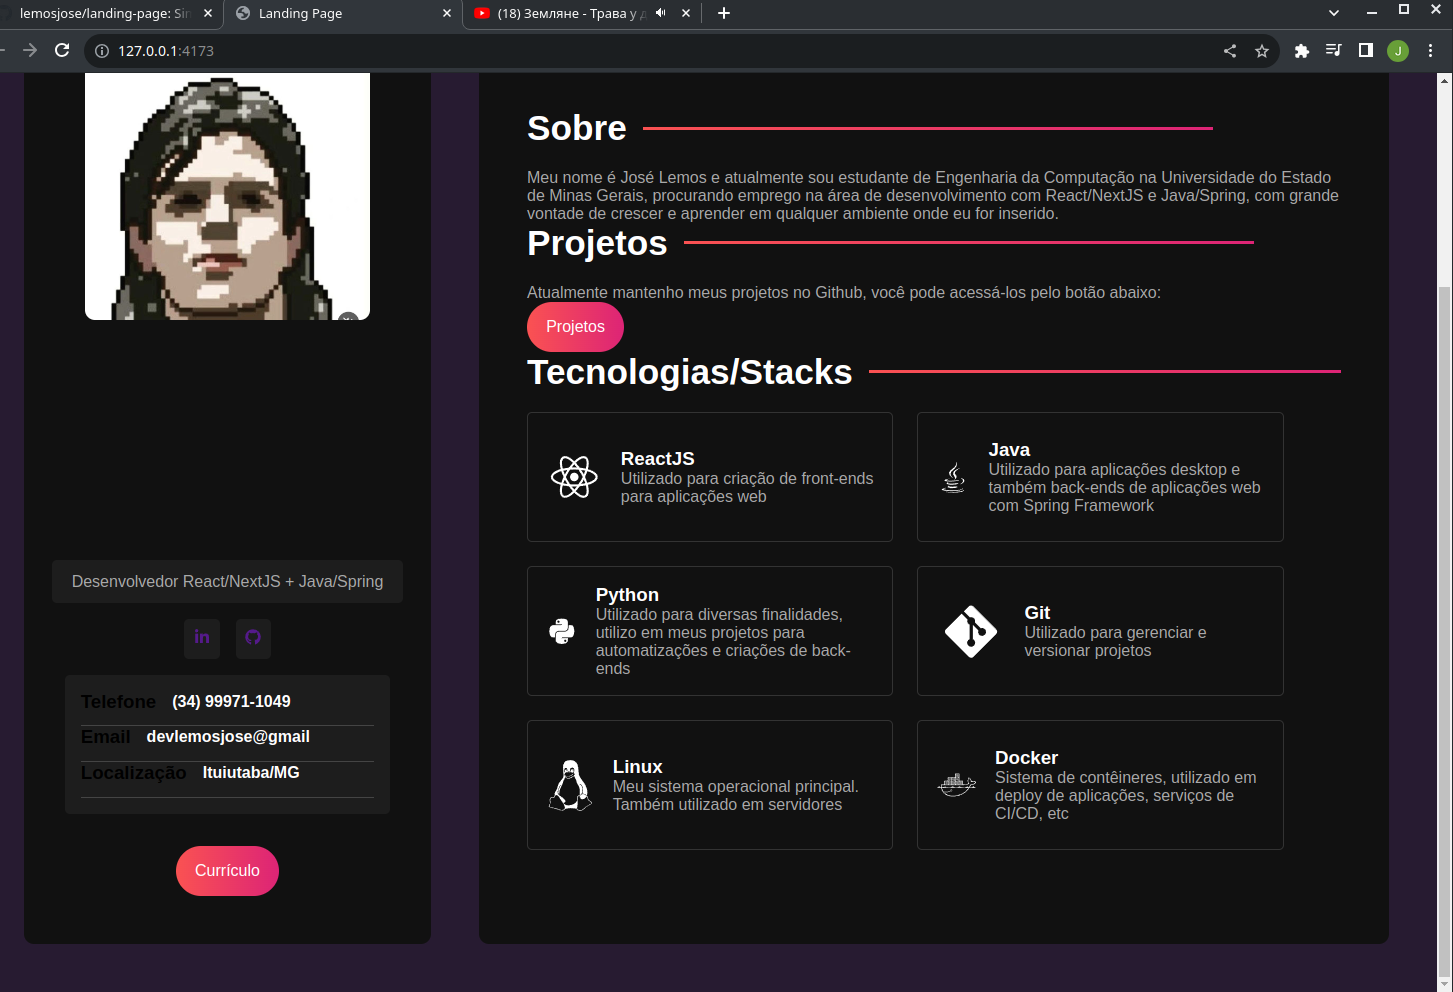 lemosjose/landing-page: Sin
Landing Page
(18) Земляне - Трава у д
127.0.0.1:4173
J
Desenvolvedor React/NextJS + Java/Spring
in
Telefone (34) 99971-1049
Email devlemosjose@gmail
Localização Ituiutaba/MG
Currículo
Sobre
Meu nome é José Lemos e atualmente sou estudante de Engenharia da Computação na Universidade do Estado
de Minas Gerais, procurando emprego na área de desenvolvimento com React/NextJS e Java/Spring, com grande
vontade de crescer e aprender em qualquer ambiente onde eu for inserido.
Projetos
Atualmente mantenho meus projetos no Github, você pode acessá-los pelo botão abaixo:
Projetos
Tecnologias/Stacks
ReactJS
Utilizado para criação de front-ends
para aplicações web
Java
Utilizado para aplicações desktop e
também back-ends de aplicações web
com Spring Framework
Python
Utilizado para diversas finalidades,
utilizo em meus projetos para
automatizações e criações de back-
ends
Git
Utilizado para gerenciar e
versionar projetos
Linux
Meu sistema operacional principal.
Também utilizado em servidores
Docker
Sistema de contêineres, utilizado em
deploy de aplicações, serviços de
CI/CD, etc